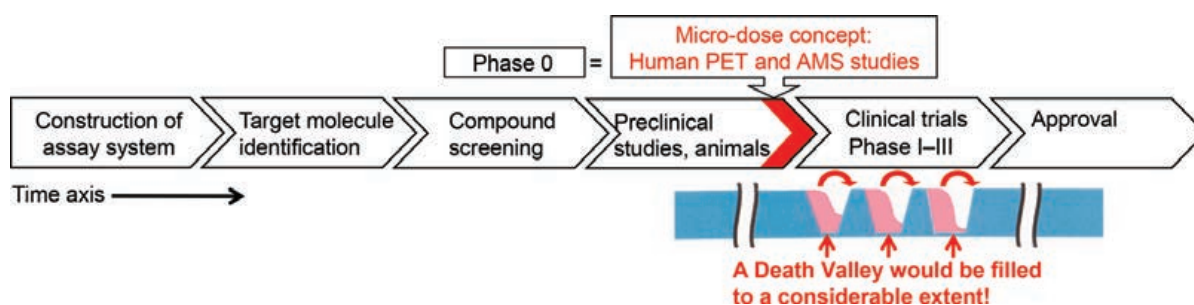 Micro-dose concept:
Human PET and AMS studies
Phase 0
=
Construction of
assay system
Target molecule
identification
Compound
screening
Preclinical
studies, animals
Clinical trials
Phase I–III
Approval
Time axis
A Death Valley would be filled
to a considerable extent!